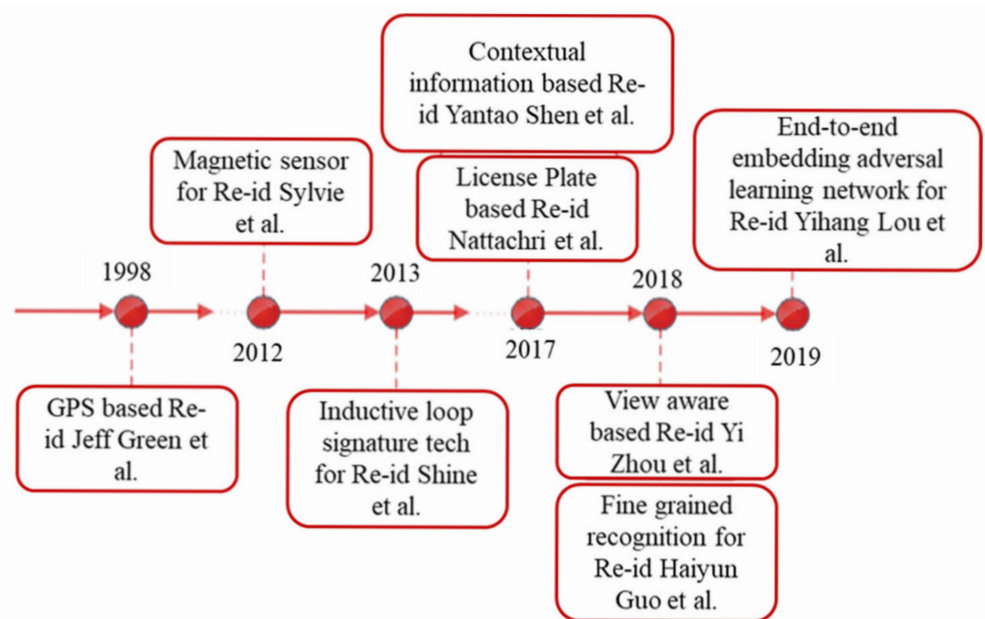 Contextual
information based Re-
id Yantao Shen et al.
End-to-end
embedding adversal
learning network for
Re-id Yihang Lou et
al.
Magnetic sensor
for Re-id Sylvie
et al.
License Plate
based Re-id
Nattachri et al.
1998
2013
2018
2012
2017
2019
GPS based Re-
id Jeff Green et
al.
Inductive loop
signature tech
for Re-id Shine
et al.
View aware
based Re-id Yi
Zhou et al.
Fine grained
recognition for
Re-id Haiyun
Guo et al.